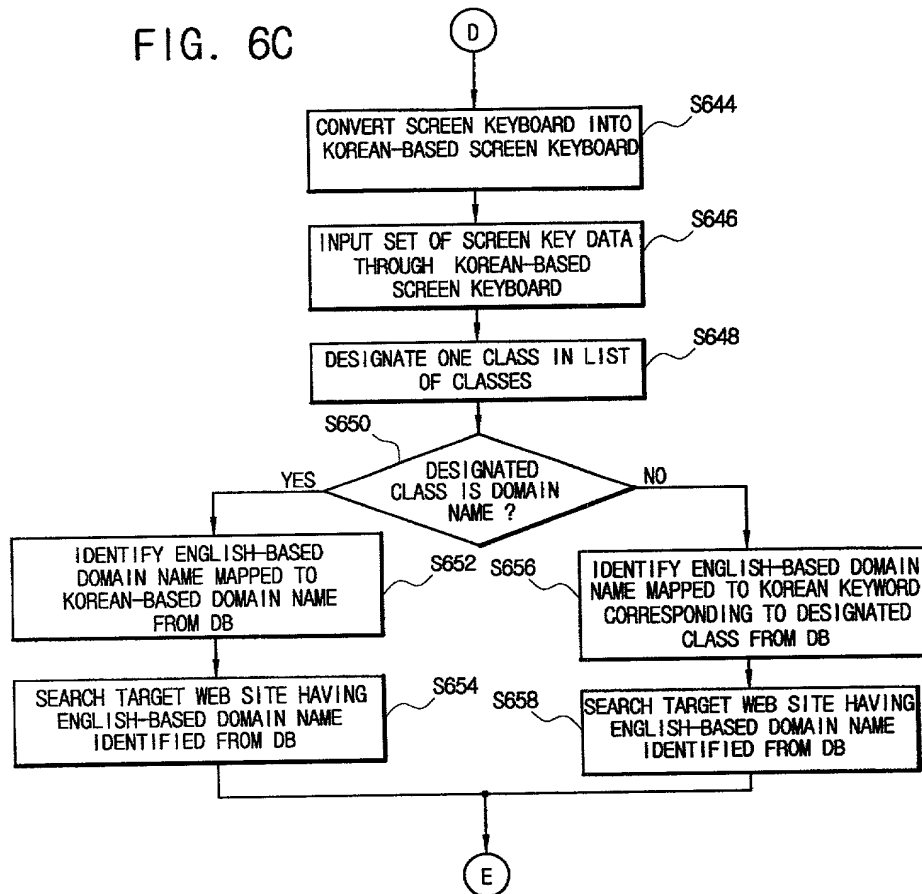 FIG. 6C
D
S644
CONVERT SCREEN KEYBOARD INTO
KOREAN-BASED SCREEN KEYBOARD
S646
INPUT SET OF SCREEN KEY DATA
THROUGH KOREAN-BASED
SCREEN KEYBOARD
S648
DESIGNATE ONE CLASS IN LIST
OF CLASSES
S650
DESIGNATED
CLASS IS DOMAIN
NAME ?
YES
NO
IDENTIFY ENGLISH-BASED
DOMAIN NAME MAPPED TO
KOREAN-BASED DOMAIN NAME
FROM DB
S652
S656
IDENTIFY ENGLISH-BASED DOMAIN
NAME MAPPED TO KOREAN KEYWORD
CORRESPONDING TO DESIGNATED
CLASS FROM DB
SEARCH TARGET WEB SITE HAVING
ENGLISH-BASED DOMAIN NAME
IDENTIFIED FROM DB
S654
S658
SEARCH TARGET WEB SITE HAVING
ENGLISH-BASED DOMAIN NAME
IDENTIFIED FROM DB
E